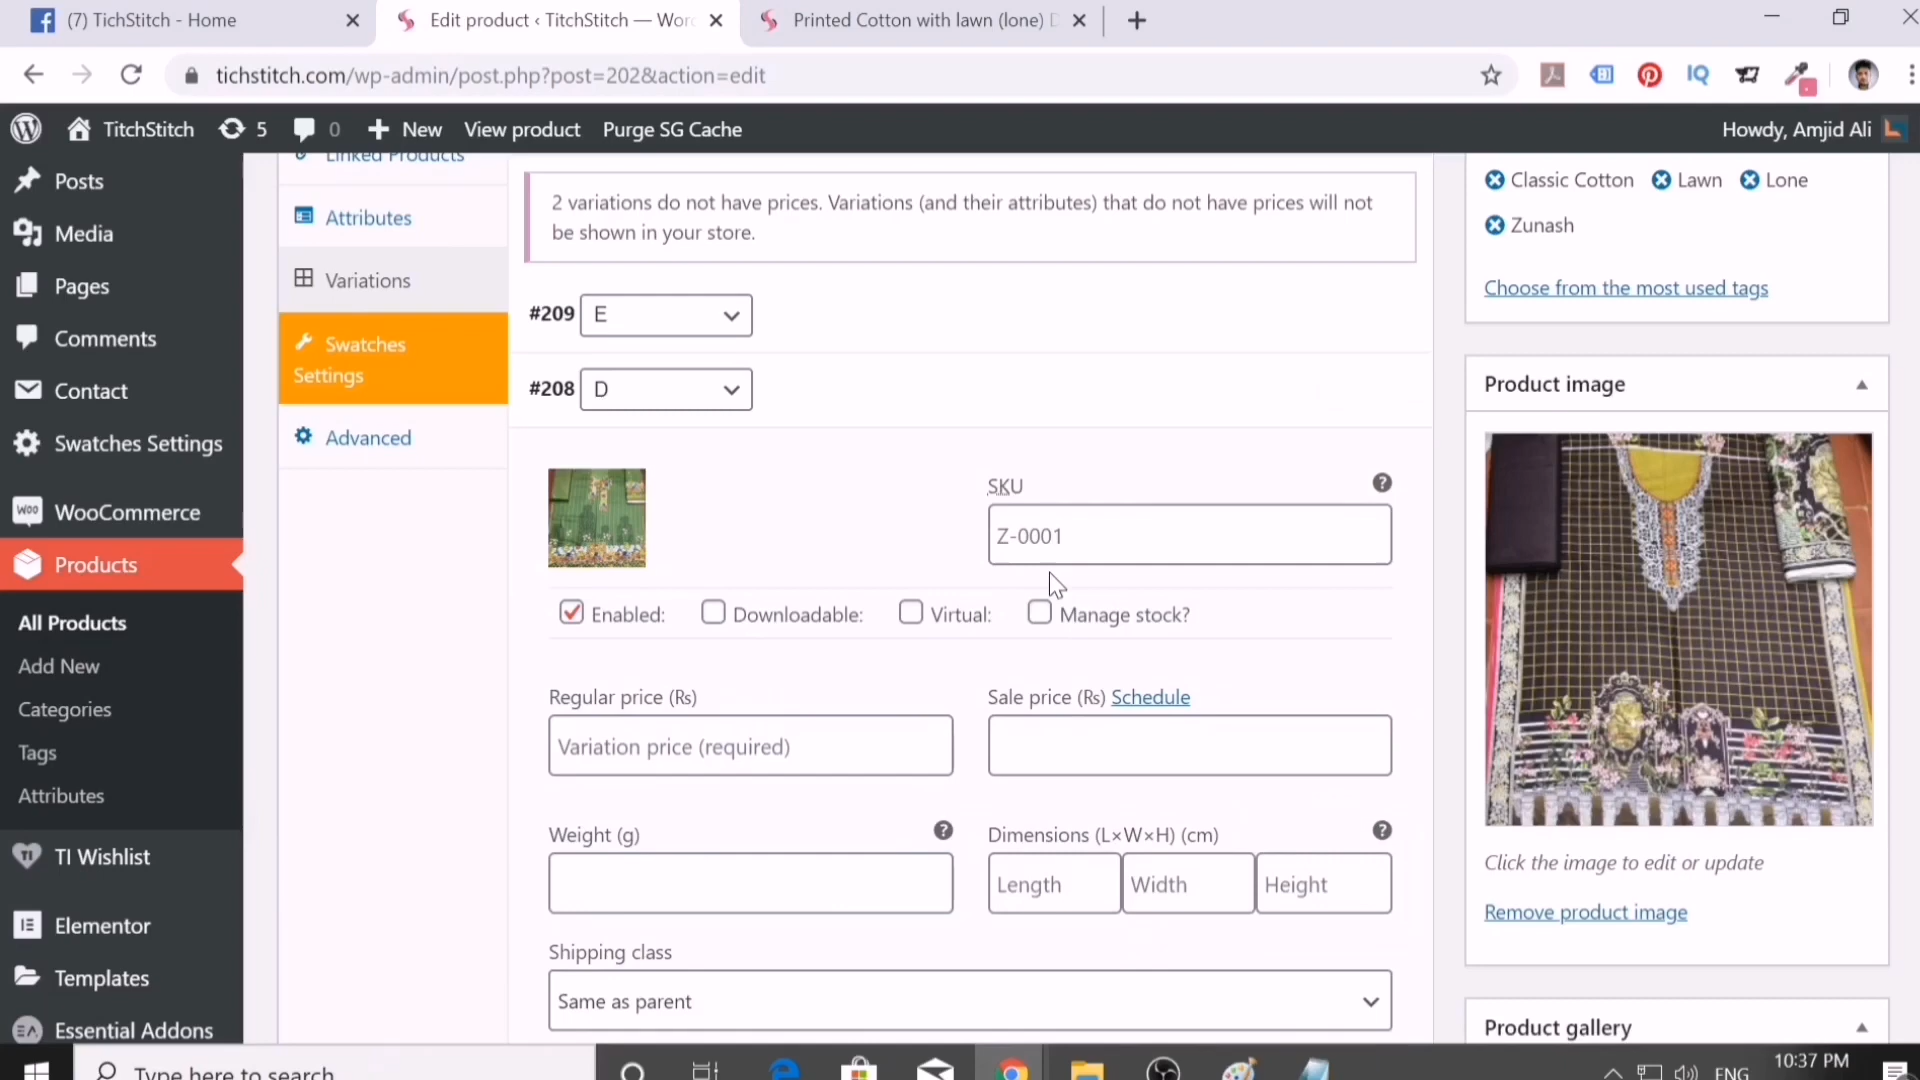 (7) TichStitch - Home
Edit product ‹ TitchStitch — Wor
Printed Cotton with lawn (lone) D
tichstitch.com/wp-admin/post.php?post=202&action=edit
TitchStitch
5
0
New
View product
Purge SG Cache
Howdy, Amjid Ali
Posts
Media
Pages
Comments
Contact
Swatches Settings
WooCommerce
Products
All Products
Add New
Categories
Tags
Attributes
TI Wishlist
Elementor
Templates
Essential Addons
Linked Products
Attributes
Variations
Swatches
Settings
Advanced
2 variations do not have prices. Variations (and their attributes) that do not have prices will not
be shown in your store.
#209 E
#208 D
SKU
Z-0001
Enabled:
Downloadable:
Virtual:
Manage stock?
Regular price (₨)
Sale price (₨) Schedule
Variation price (required)
Weight (g)
Dimensions (L×W×H) (cm)
Length
Width
Height
Shipping class
Same as parent
Classic Cotton
Lawn
Lone
Zunash
Choose from the most used tags
Product image
Click the image to edit or update
Remove product image
Product gallery
Type here to search
ENG
10:37 PM